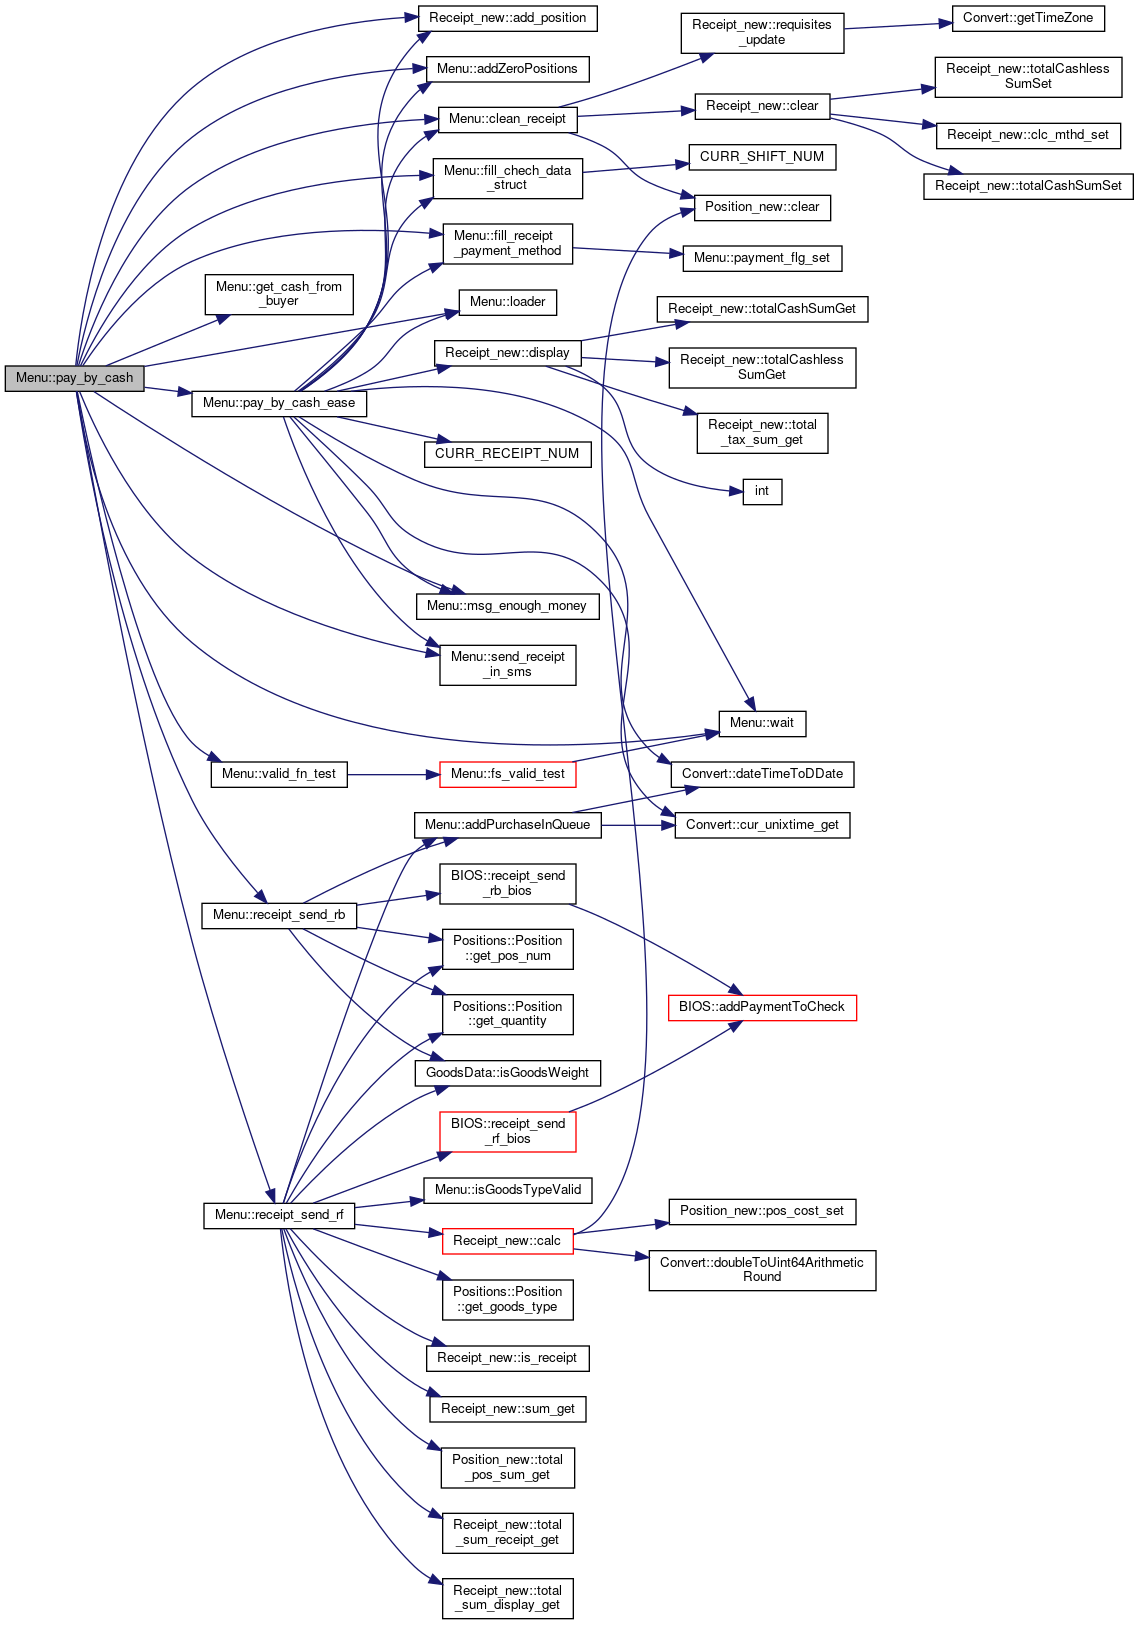 Menu::pay_by_cash
Receipt_new::add_position
Menu::addZeroPositions
Menu::clean_receipt
Menu::fill_chech_data
_struct
Menu::fill_receipt
_payment_method
Menu::get_cash_from
_buyer
Menu::loader
Receipt_new::display
Menu::pay_by_cash_ease
CURR_RECEIPT_NUM
Menu::msg_enough_money
Menu::send_receipt
_in_sms
Menu::valid_fn_test
Menu::fs_valid_test
Menu::addPurchaseInQueue
BIOS::receipt_send
_rb_bios
Menu::receipt_send_rb
Positions::Position
::get_pos_num
Positions::Position
::get_quantity
GoodsData::isGoodsWeight
BIOS::receipt_send
_rf_bios
Menu::isGoodsTypeValid
Menu::receipt_send_rf
Receipt_new::calc
Positions::Position
::get_goods_type
Receipt_new::is_receipt
Receipt_new::sum_get
Position_new::total
_pos_sum_get
Receipt_new::total
_sum_receipt_get
Receipt_new::total
_sum_display_get
Receipt_new::requisites
_update
Receipt_new::clear
CURR_SHIFT_NUM
Position_new::clear
Menu::payment_flg_set
Receipt_new::totalCashSumGet
Receipt_new::totalCashless
SumGet
Receipt_new::total
_tax_sum_get
int
Menu::wait
Convert::dateTimeToDDate
Convert::cur_unixtime_get
BIOS::addPaymentToCheck
Position_new::pos_cost_set
Convert::doubleToUint64Arithmetic
Round
Convert::getTimeZone
Receipt_new::totalCashless
SumSet
Receipt_new::clc_mthd_set
Receipt_new::totalCashSumSet